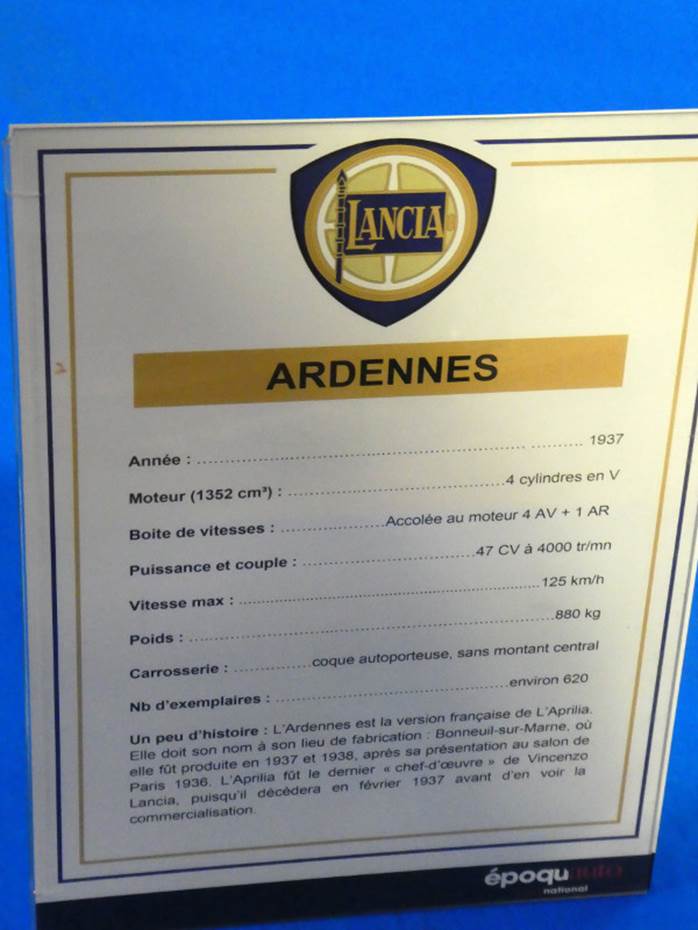 LANCIA
ARDENNES
Année : ................................................................ 1937
Moteur (1352 cm³) : ..........................................4 cylindres en V
Boite de vitesses : .....................Accolée au moteur 4 AV + 1 AR
Puissance et couple : ..................................47 CV à 4000 tr/mn
Vitesse max : ............................................................125 km/h
Poids : ........................................................................880 kg
Carrosserie : ................coque autoporteuse, sans montant central
Nb d'exemplaires : ..............................................environ 620
Un peu d'histoire : L'Ardennes est la version française de L'Aprilia.
Elle doit son nom à son lieu de fabrication : Bonneuil-sur-Marne, où
elle fût produite en 1937 et 1938, après sa présentation au salon de
Paris 1936. L'Aprilia fût le dernier « chef-d'œuvre » de Vincenzo
Lancia, puisqu'il décèdera en février 1937 avant d'en voir la
commercialisation.
époquauto
national